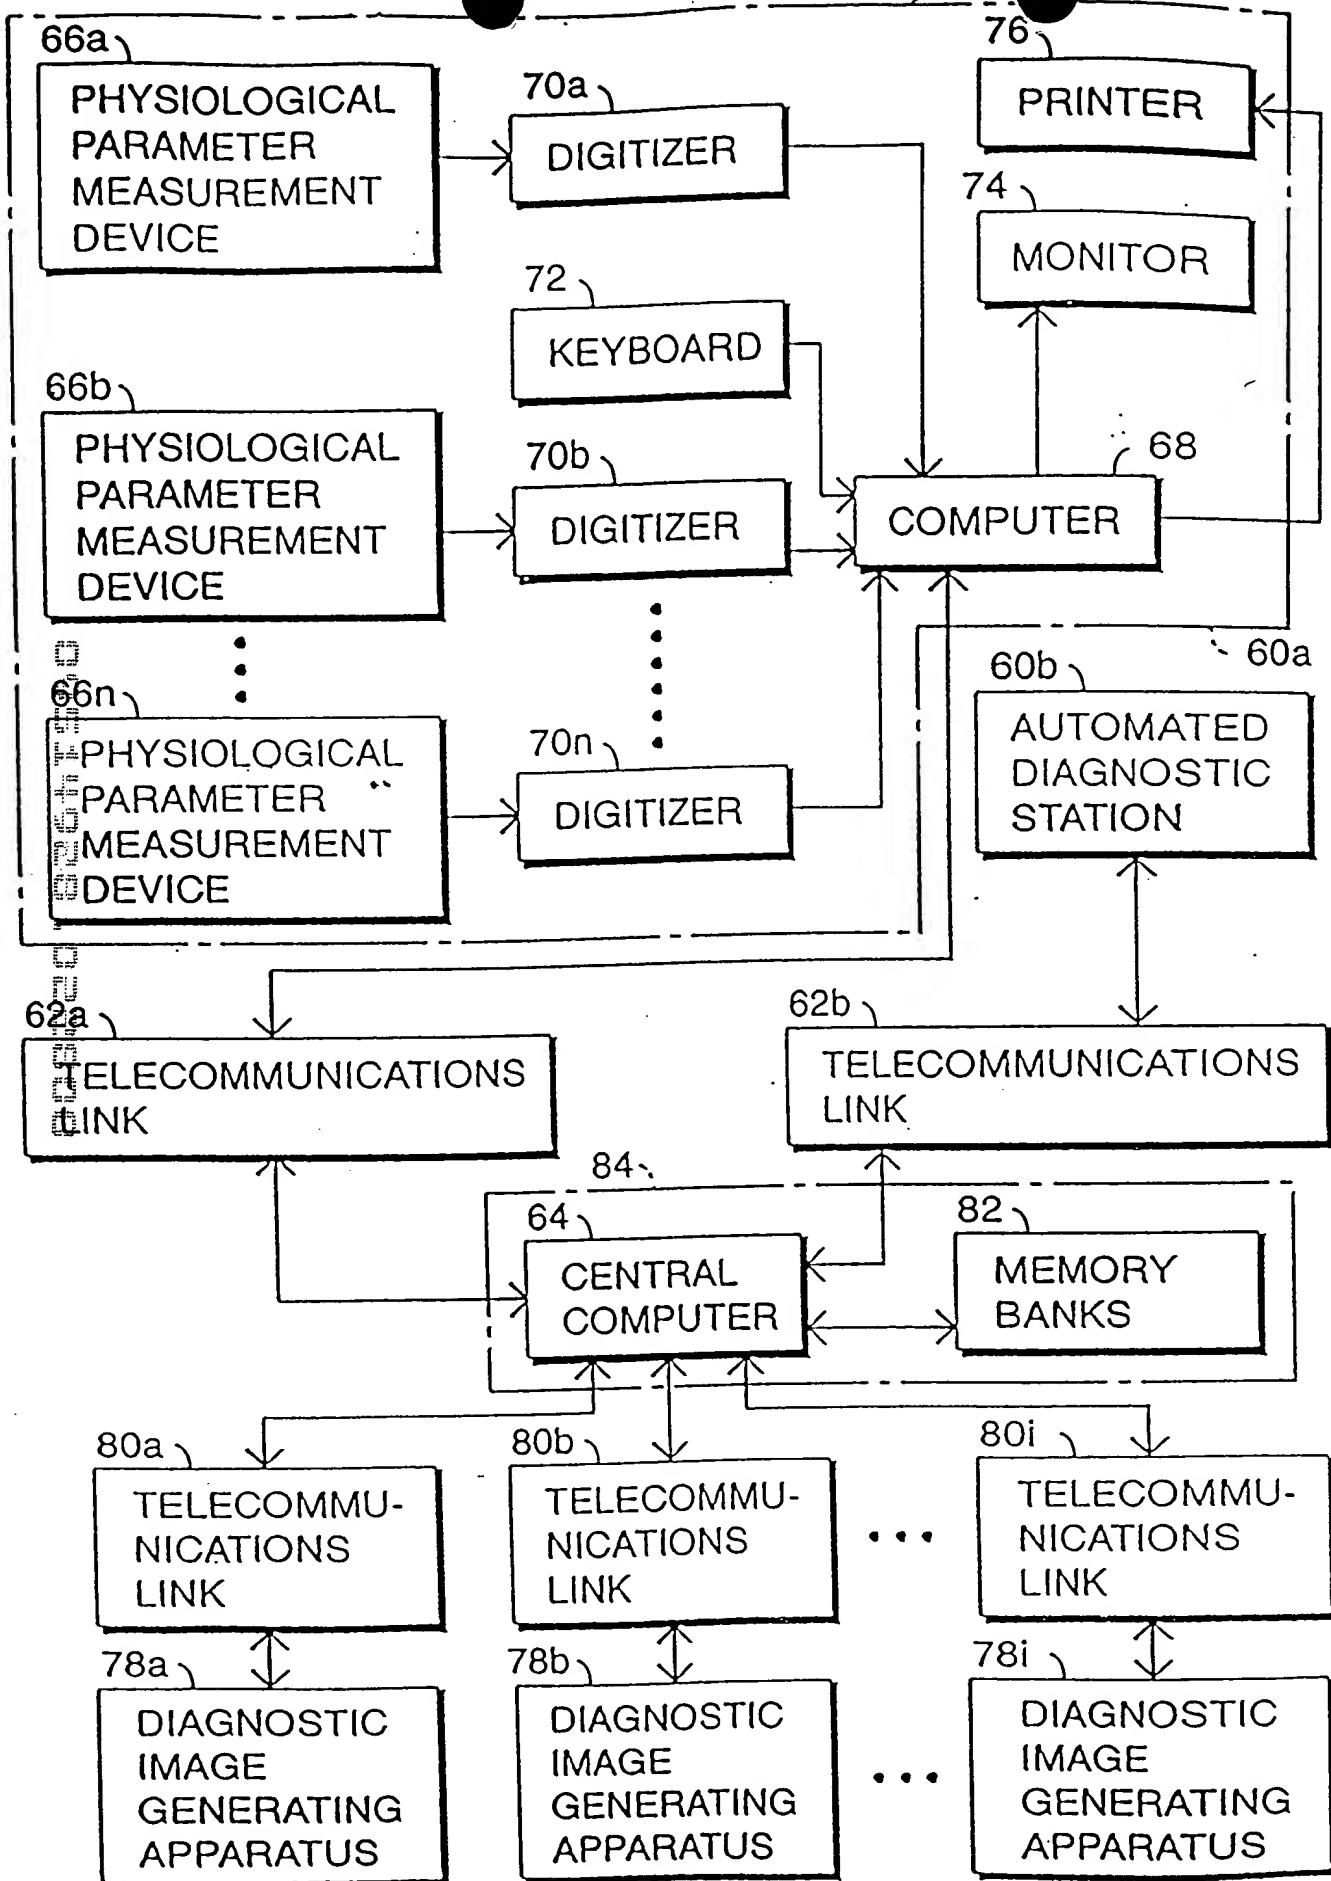 66a
PHYSIOLOGICAL
PARAMETER
MEASUREMENT
DEVICE
70a
DIGITIZER
76
PRINTER
74
MONITOR
72
KEYBOARD
66b
PHYSIOLOGICAL
PARAMETER
MEASUREMENT
DEVICE
70b
DIGITIZER
68
COMPUTER
60a
66n
PHYSIOLOGICAL
PARAMETER
MEASUREMENT
DEVICE
70n
DIGITIZER
60b
AUTOMATED
DIAGNOSTIC
STATION
62a
TELECOMMUNICATIONS
LINK
62b
TELECOMMUNICATIONS
LINK
84
64
CENTRAL
COMPUTER
82
MEMORY
BANKS
80a
TELECOMMU-
NICATIONS
LINK
80b
TELECOMMU-
NICATIONS
LINK
80i
TELECOMMU-
NICATIONS
LINK
78a
DIAGNOSTIC
IMAGE
GENERATING
APPARATUS
78b
DIAGNOSTIC
IMAGE
GENERATING
APPARATUS
78i
DIAGNOSTIC
IMAGE
GENERATING
APPARATUS